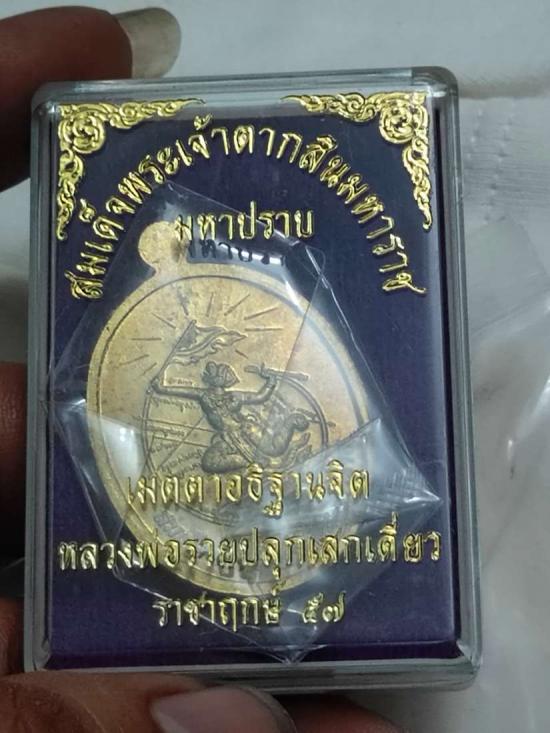 สมเด็จพระเจ้าตากสินมหาราช
มหาปราบ
เมตตาอธิฐานจิต
หลวงพ่อรวยปลุกเสกเดี่ยว
ราชาฤกษ์ ๕๗